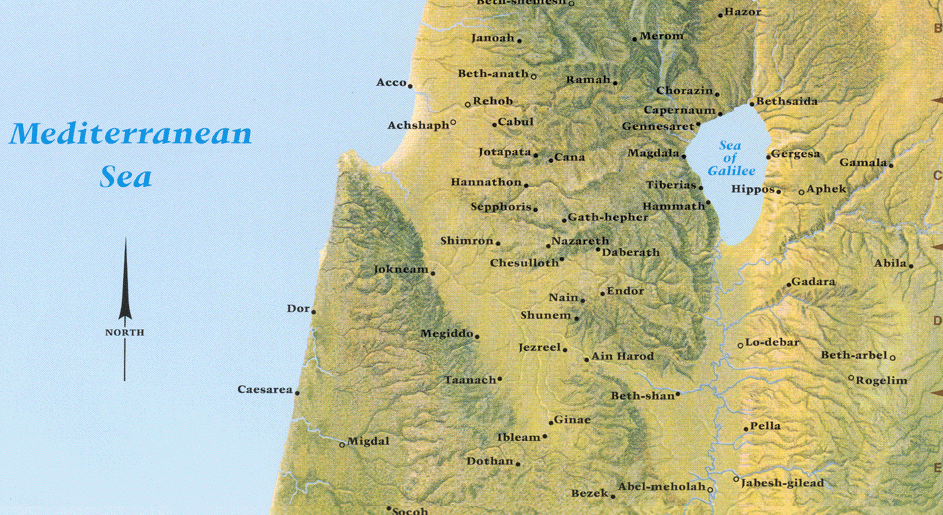 Beth-shemesh
Hazor
Janoah
Merom
B
Beth-anath
Ramah
Acco
Chorazin
Rehob
Bethsaida
Capernaum
Achshaph
Cabul
Gennesaret
Mediterranean
Sea
Sea
of
Galilee
Jotapata
Cana
Magdala
Gergesa
Gamala
C
Hannathon
Tiberias
Hippos
Aphek
Sepphoris
Hammath
Gath-hepher
Shimron
Nazareth
Daberath
Chesulloth
Abila
Jokneam
Gadara
Endor
Nain
Dor
Shunem
D
NORTH
Megiddo
Lo-debar
Jezreel
Ain Harod
Beth-arbel
Taanach
Rogelim
Caesarea
Beth-shan
Ginae
Pella
Ibleam
Migdal
Dothan
E
Jabesh-gilead
Abel-meholah
Bezek
Socoh